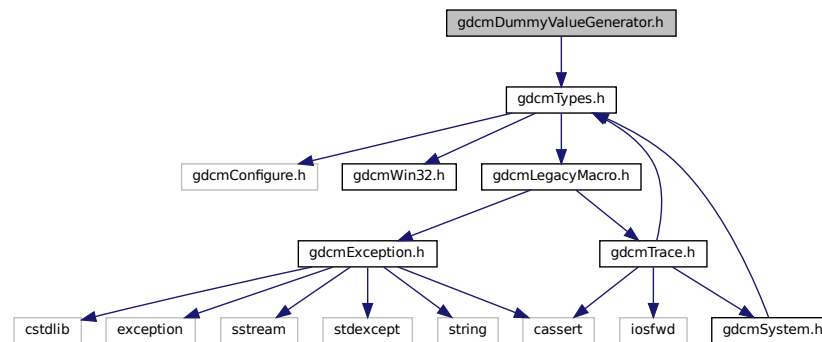 gdcmDummyValueGenerator.h
gdcmTypes.h
gdcmConfigure.h
gdcmWin32.h
gdcmLegacyMacro.h
gdcmException.h
gdcmTrace.h
cstdlib
exception
sstream
stdexcept
string
cassert
iosfwd
gdcmSystem.h